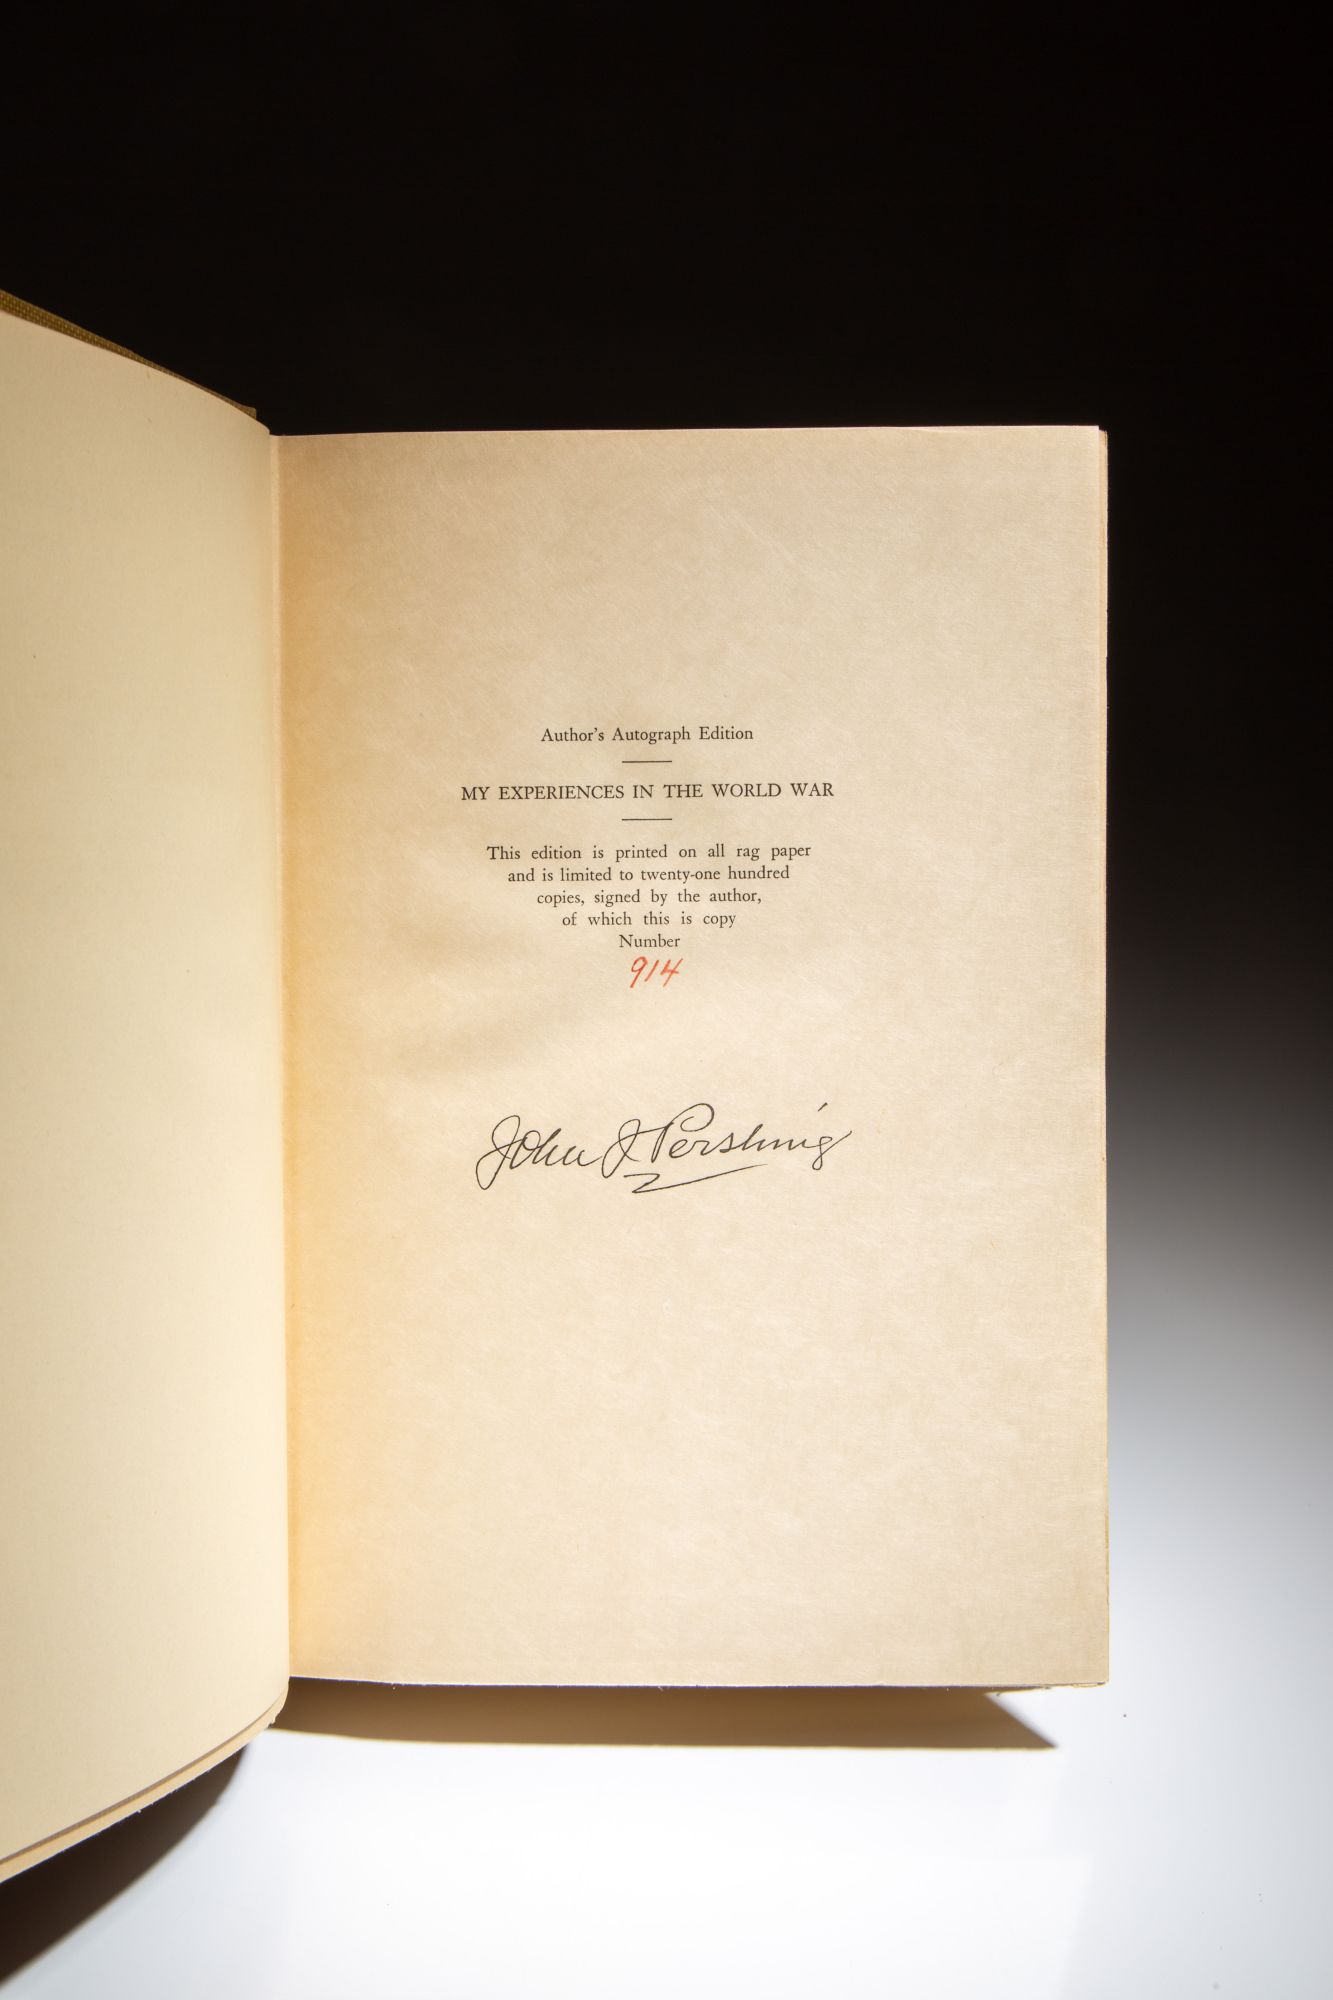 Author's Autograph Edition
MY EXPERIENCES IN THE WORLD WAR
This edition is printed on all rag paper
and is limited to twenty-one hundred
copies, signed by the author,
of which this is copy
Number
914
John J Pershing